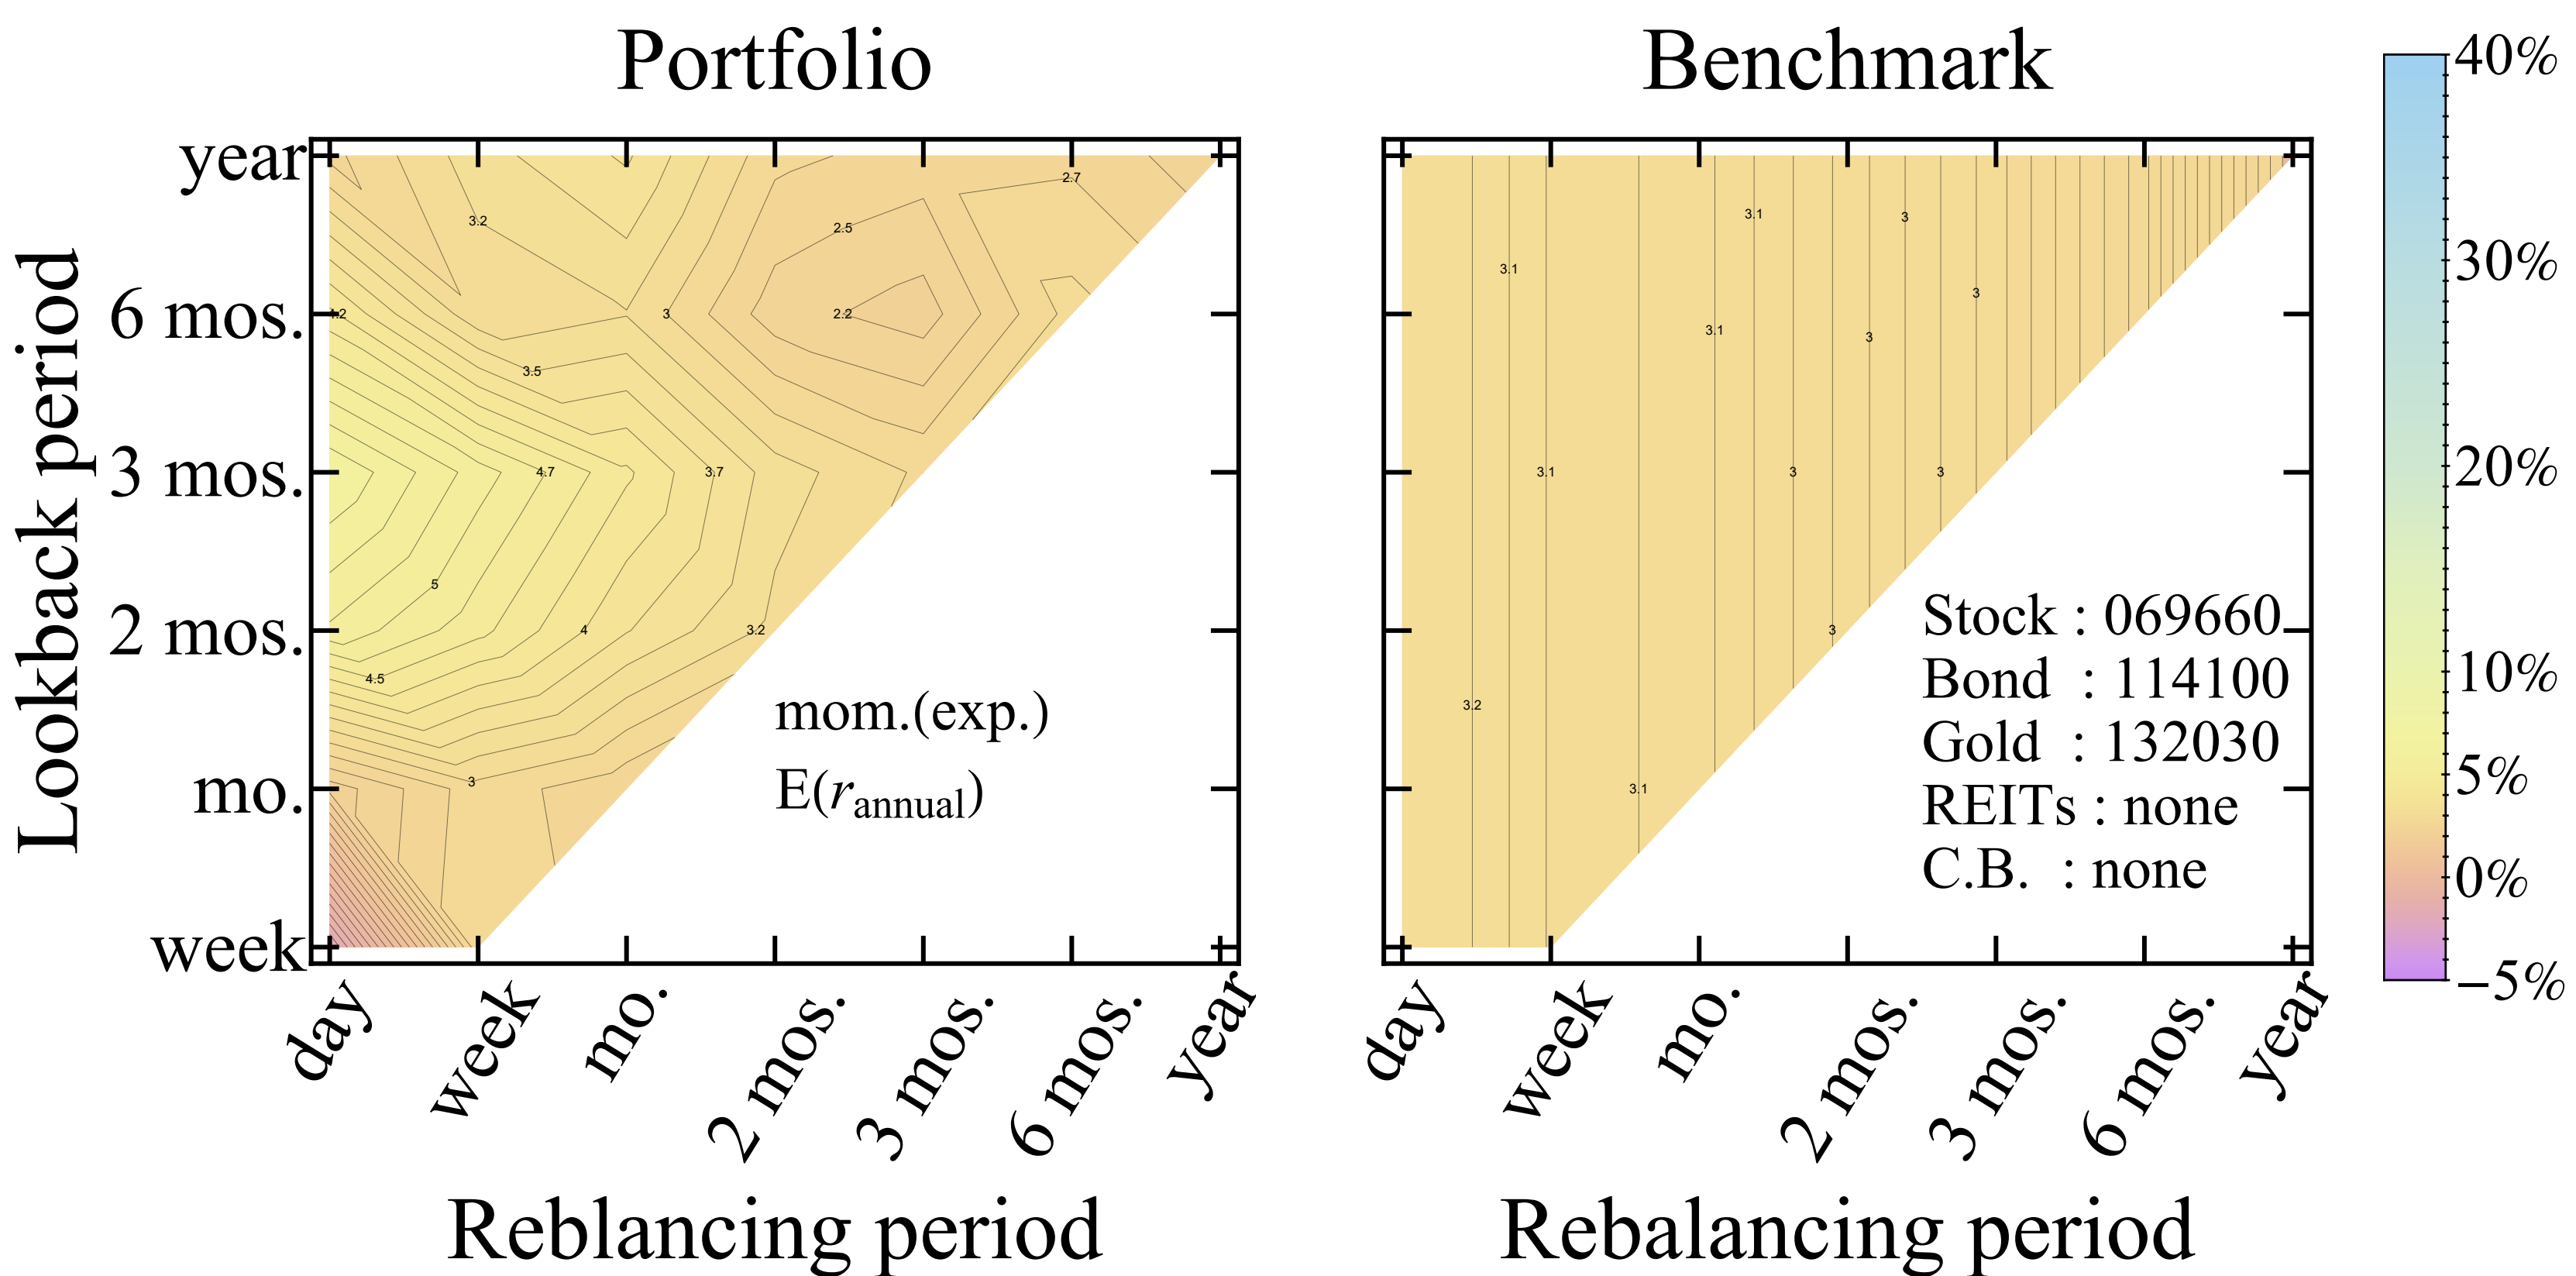 Portfolio
Benchmark
Lookback period
year
6 mos.
3 mos.
2 mos.
mo.
week
3.2
2.7
2.5
3
2.2
3.5
4.7
3.7
5
4
3.2
4.5
3
mom.(exp.)
E(rannual)
day
week
mo.
2 mos.
3 mos.
6 mos.
year
Reblancing period
3.1
3
3.1
3
3.1
3
3.1
3
3
3
3.2
3.1
Stock : 069660
Bond : 114100
Gold : 132030
REITs : none
C.B. : none
day
week
mo.
2 mos.
3 mos.
6 mos.
year
Rebalancing period
40%
30%
20%
10%
5%
0%
−5%